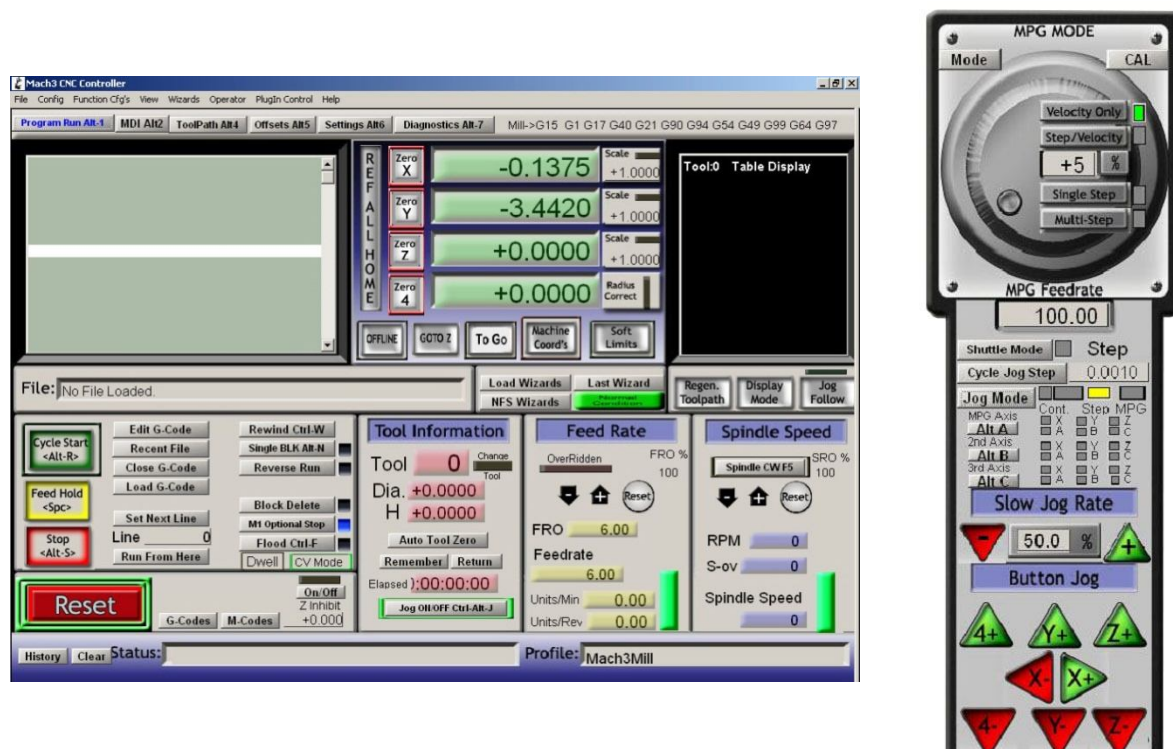 Mach3 CNC Controller
File Config Function Cfg's View Wizards Operator PlugIn Control Help
Program Run Alt-1 MDI Alt2 ToolPath Alt4 Offsets Alt5 Settings Alt6 Diagnostics Alt-7 Mill->G15 G1 G17 G40 G21 G90 G94 G54 G49 G99 G64 G97
REF ALL HOME
Zero X -0.1375 Scale +1.0000
Zero Y -3.4420 Scale +1.0000
Zero Z +0.0000 Scale +1.0000
Zero 4 +0.0000 Radius Correct
OFFLINE GOTO Z To Go Machine Coord's Soft Limits
Tool:0 Table Display
File: No File Loaded.
Load Wizards Last Wizard
NFS Wizards Normal Condition
Regen. Toolpath Display Mode Jog Follow
Cycle Start <Alt-R>
Feed Hold <Spc>
Stop <Alt-S>
Edit G-Code Rewind Ctrl-W
Recent File Single BLK Alt-N
Close G-Code Reverse Run
Load G-Code
Block Delete
Set Next Line M1 Optional Stop
Line 0 Flood Ctrl-F
Run From Here Dwell CV Mode
Reset
G-Codes M-Codes
On/Off
Z Inhibit
+0.000
Tool Information
Tool 0 Change Tool
Dia. +0.0000
H +0.0000
Auto Tool Zero
Remember Return
Elapsed ):00:00:00
Jog ON/OFF Ctrl-Alt-J
Feed Rate
OverRidden FRO % 100
Reset
FRO 6.00
Feedrate
6.00
Units/Min 0.00
Units/Rev 0.00
Spindle Speed
Spindle CW F5 SRO % 100
Reset
RPM 0
S-ov 0
Spindle Speed
0
History Clear Status: Profile: Mach3Mill
MPG MODE
Mode CAL
Velocity Only
Step/Velocity
+5 %
Single Step
Multi-Step
MPG Feedrate
100.00
Shuttle Mode Step
Cycle Jog Step 0.0010
Jog Mode Cont. Step MPG
MPG Axis X Y Z
Alt A A B C
2nd Axis X Y Z
Alt B A B C
3rd Axis X Y Z
Alt C A B C
Slow Jog Rate
- 50.0 % +
Button Jog
4+ Y+ Z+
X- X+
4- Y- Z-